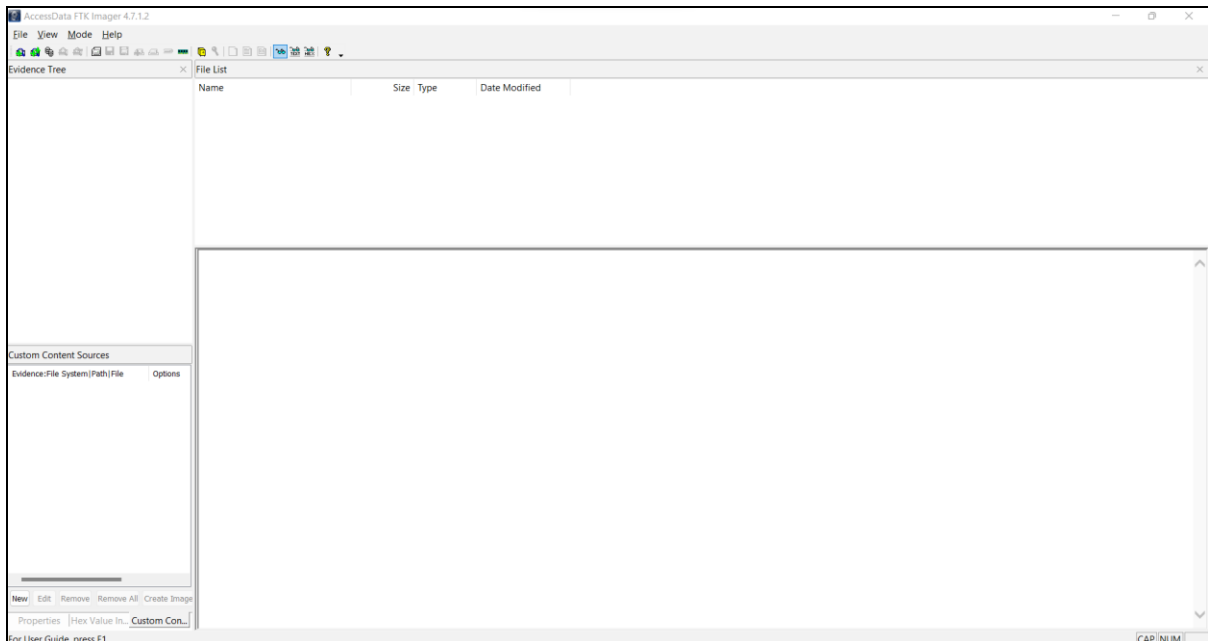 AccessData FTK Imager 4.7.1.2
File View Mode Help
Evidence Tree
File List
Name Size Type Date Modified
Custom Content Sources
Evidence:File System|Path|File Options
New Edit Remove Remove All Create Image
Properties Hex Value In... Custom Con...
For User Guide, press F1
CAP NUM